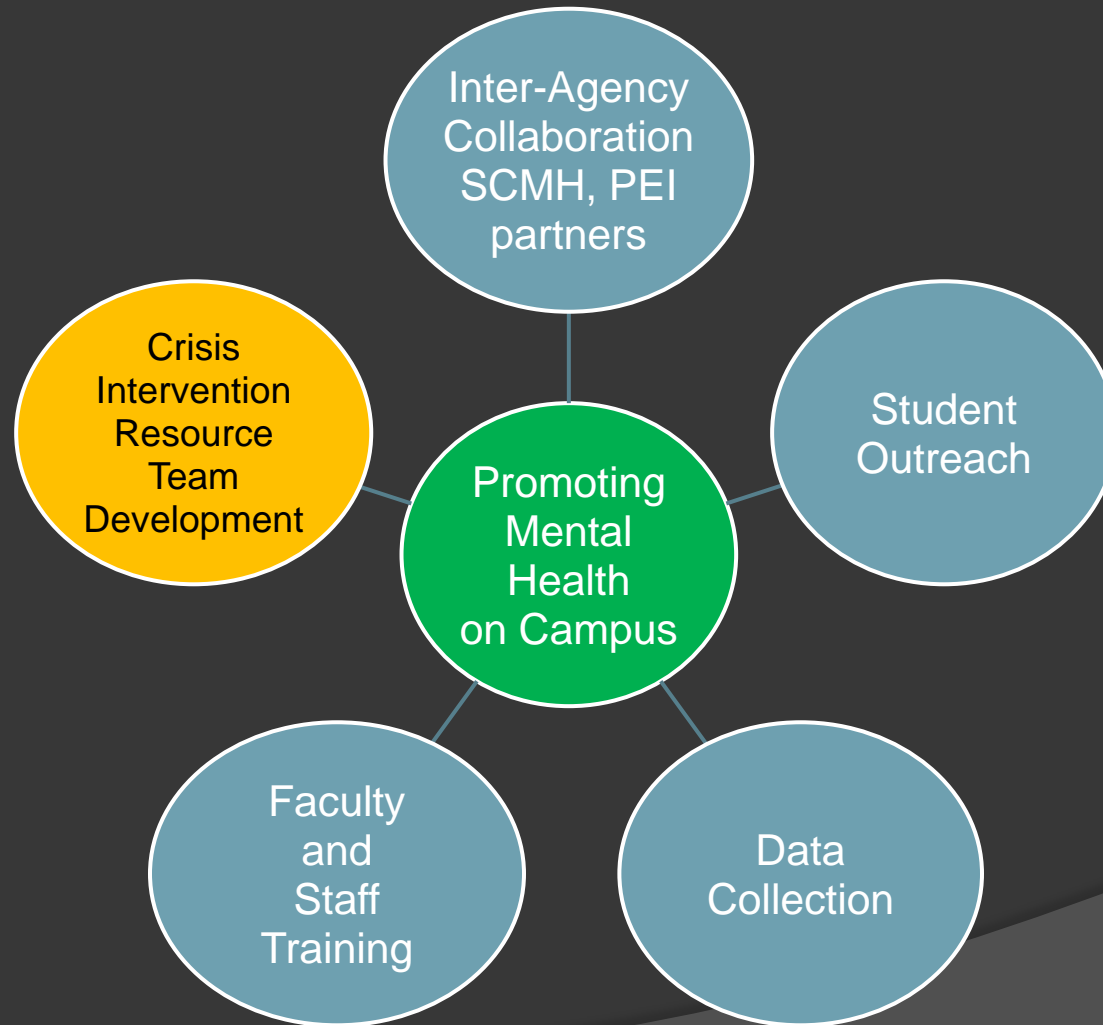 Inter-Agency
Collaboration
SCMH, PEI
partners
Crisis
Intervention
Resource
Team
Development
Student
Outreach
Promoting
Mental
Health
on Campus
Faculty
and
Staff
Training
Data
Collection